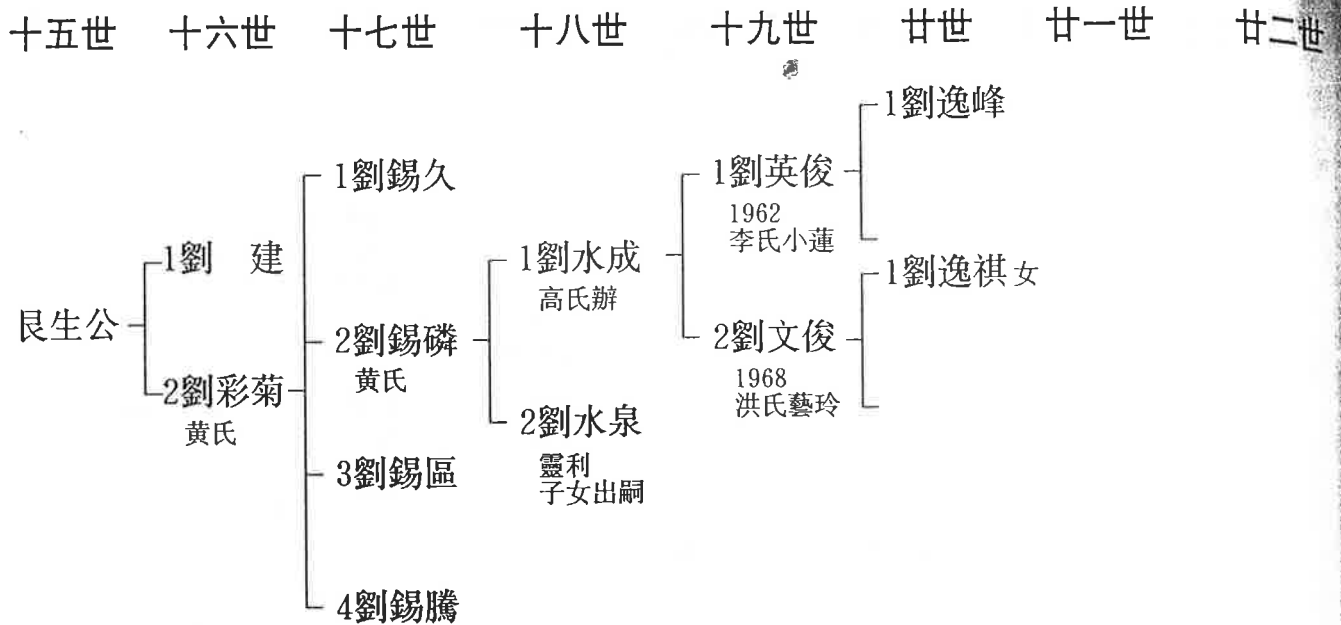 十五世 十六世 十七世 十八世 十九世 廿世 廿一世 廿二世
1劉逸峰
1劉錫久
1劉英俊
1962
李氏小蓮
1劉 建
1劉水成
高氏辦
1劉逸祺 女
艮生公
2劉錫磷
黄氏
2劉文俊
1968
洪氏藝玲
2劉彩菊
黄氏
2劉水泉
靈利
子女出嗣
3劉錫區
4劉錫騰